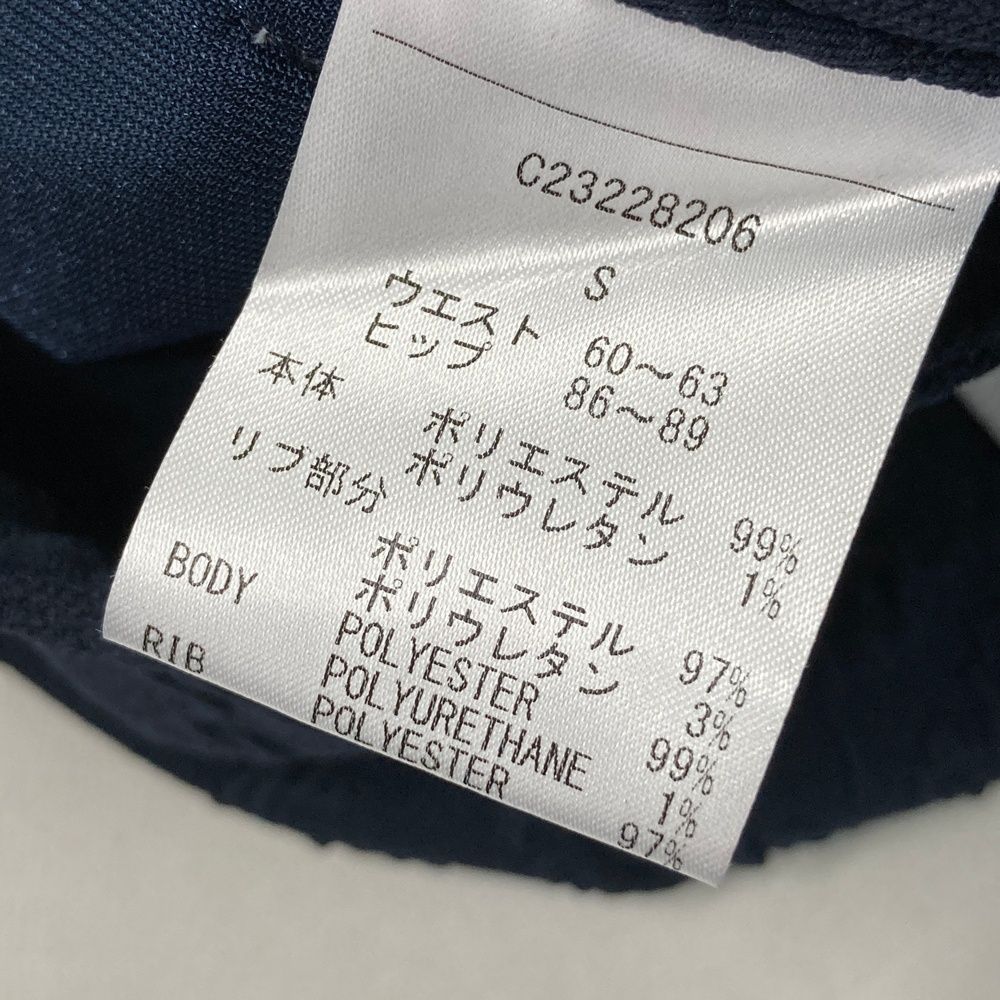 C23228206
S
ウエスト 60～63
ヒップ 86～89
本体 ポリエステル 99%
ポリウレタン 1%
リブ部分 ポリエステル 97%
ポリウレタン 3%
BODY POLYESTER 99%
POLYURETHANE 1%
RIB POLYESTER 97%